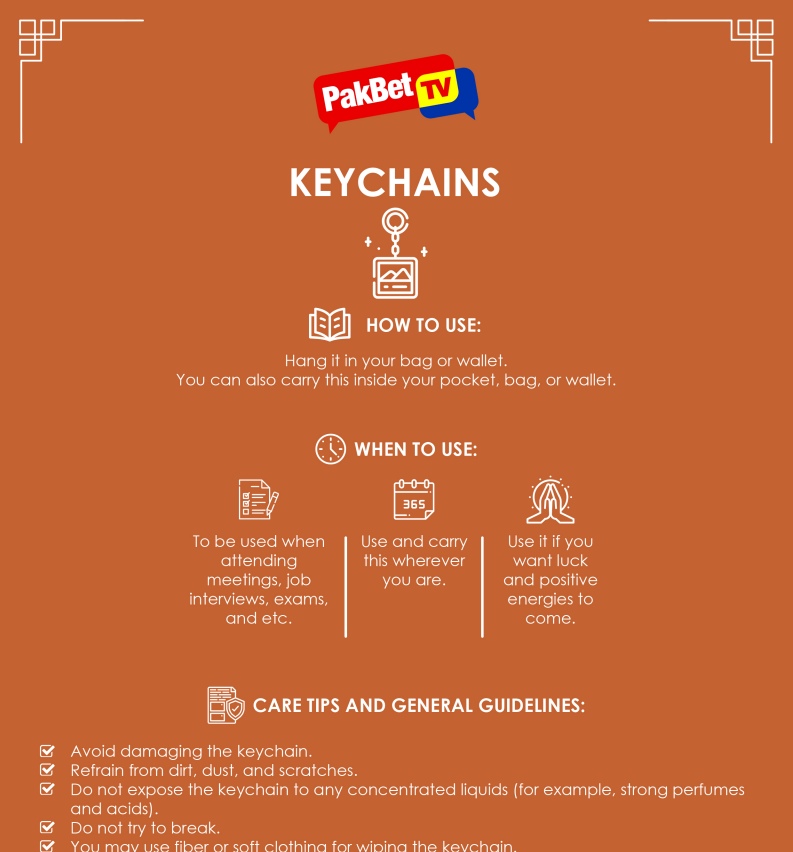 PakBet TV
KEYCHAINS
HOW TO USE:
Hang it in your bag or wallet.
You can also carry this inside your pocket, bag, or wallet.
WHEN TO USE:
365
To be used when
attending
meetings, job
interviews, exams,
and etc.
Use and carry
this wherever
you are.
Use it if you
want luck
and positive
energies to
come.
CARE TIPS AND GENERAL GUIDELINES:
Avoid damaging the keychain.
Refrain from dirt, dust, and scratches.
Do not expose the keychain to any concentrated liquids (for example, strong perfumes
and acids).
Do not try to break.
You may use fiber or soft clothing for wiping the keychain.